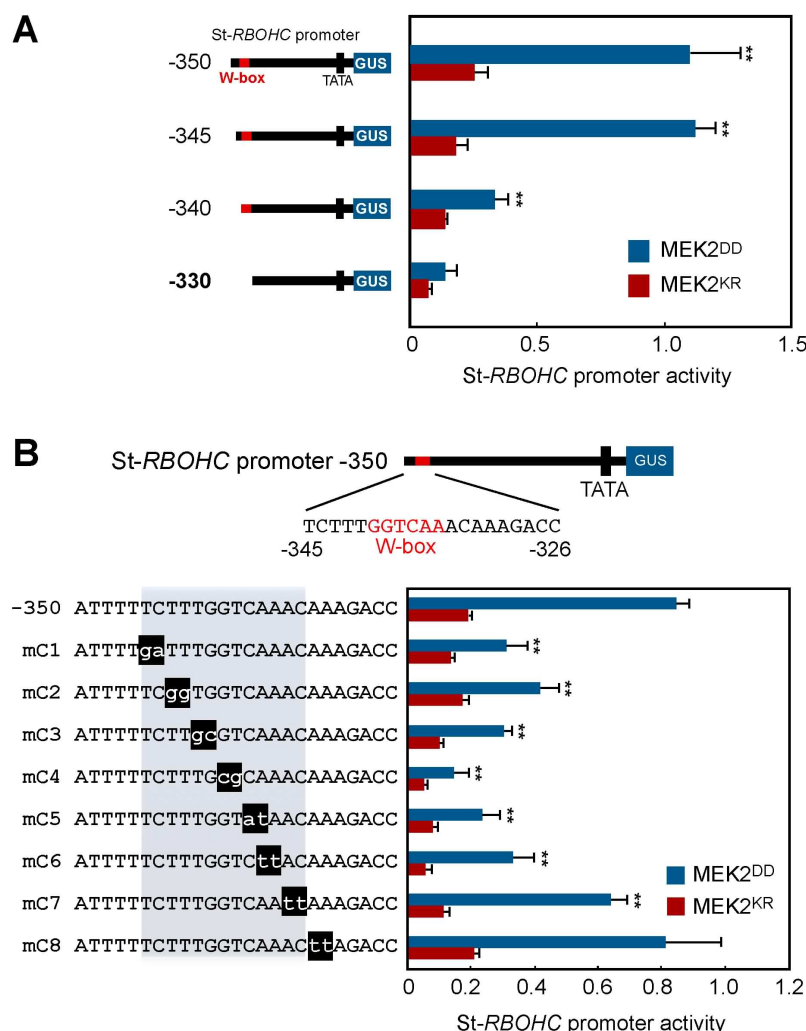 A
St-RBOHC promoter
-350
GUS
W-box
TATA
**
-345
GUS
**
-340
GUS
**
-330
GUS
MEK2DD
MEK2KR
0
0.5
1.0
1.5
St-RBOHC promoter activity
B
St-RBOHC promoter -350
GUS
TATA
TCTTTGGTCAAACAAAGACC
-345
W-box
-326
-350 ATTTTTCTTTGGTCAAACAAAGACC
mC1 ATTTTgaTTTGGTCAAACAAAGACC **
mC2 ATTTTTCggTGGTCAAACAAAGACC **
mC3 ATTTTTCTTgcGTCAAACAAAGACC **
mC4 ATTTTTCTTTGcgCAAACAAAGACC **
mC5 ATTTTTCTTTGGTatAACAAAGACC **
mC6 ATTTTTCTTTGGTCttACAAAGACC **
mC7 ATTTTTCTTTGGTCAAttAAAGACC **
mC8 ATTTTTCTTTGGTCAAACttAGACC
MEK2DD
MEK2KR
0
0.2
0.4
0.6
0.8
1.0
1.2
St-RBOHC promoter activity